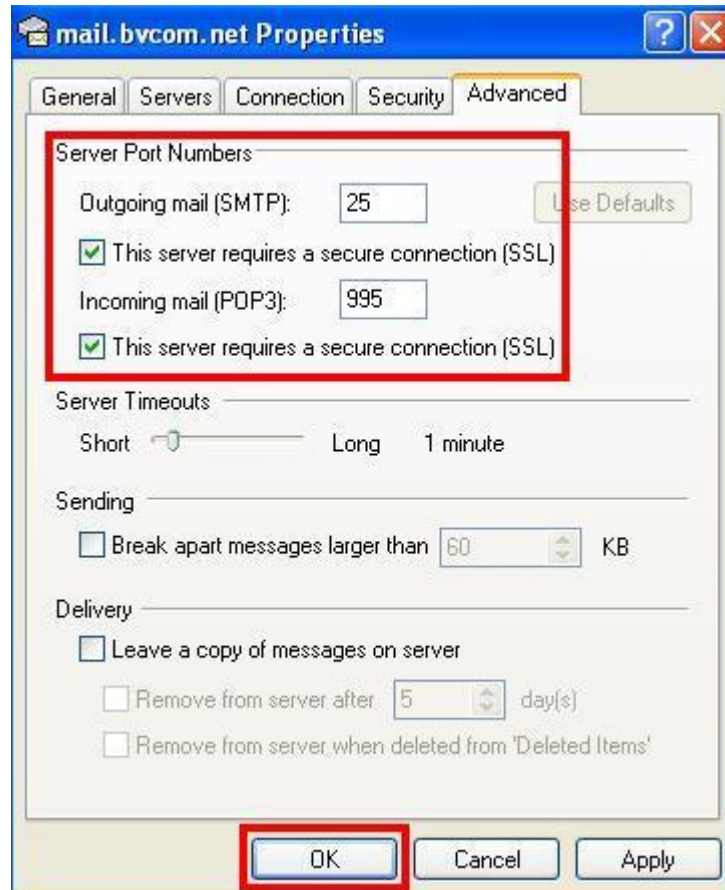 mail.bvcom.net Properties
General Servers Connection Security Advanced
Server Port Numbers
Outgoing mail (SMTP): 25 Use Defaults
This server requires a secure connection (SSL)
Incoming mail (POP3): 995
This server requires a secure connection (SSL)
Server Timeouts
Short Long 1 minute
Sending
Break apart messages larger than 60 KB
Delivery
Leave a copy of messages on server
Remove from server after 5 day(s)
Remove from server when deleted from 'Deleted Items'
OK Cancel Apply